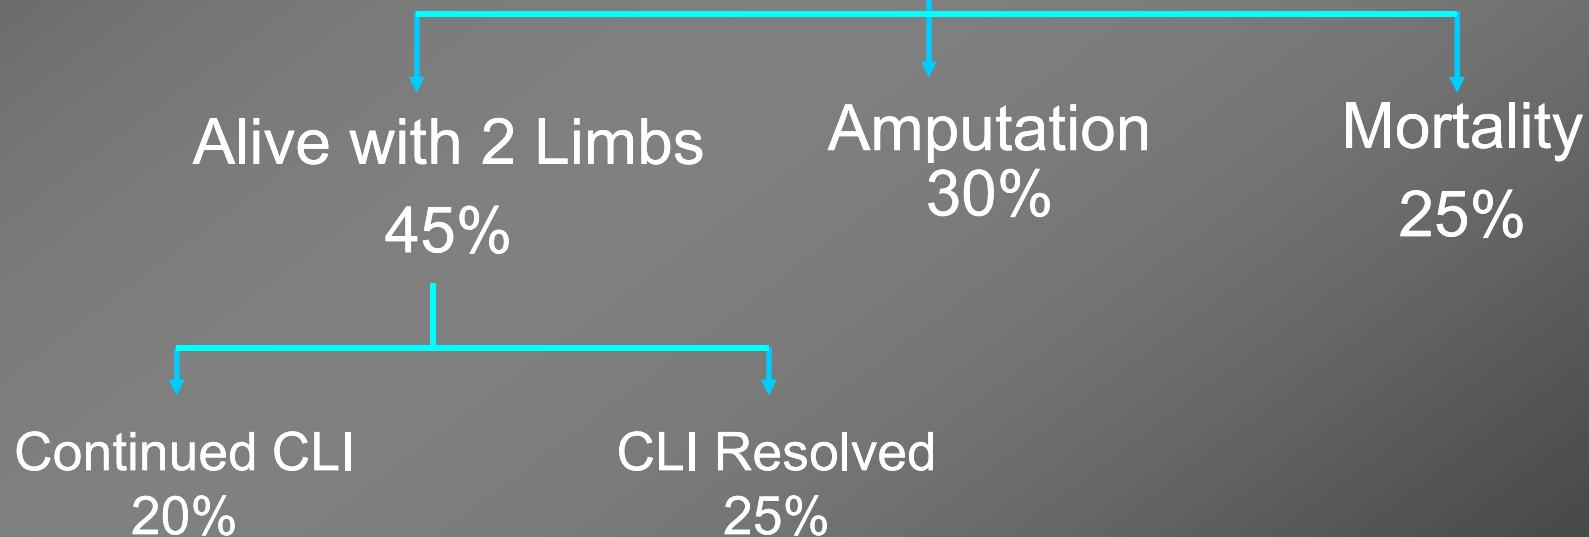 Alive with 2 Limbs
45%
Amputation
30%
Mortality
25%
Continued CLI
20%
CLI Resolved
25%